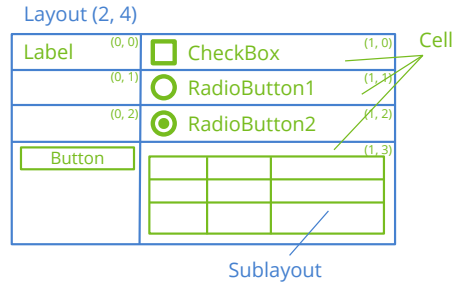 Layout (2, 4)
Label (0, 0) CheckBox (1, 0) Cell
(0, 1) RadioButton1 (1, 1)
(0, 2) RadioButton2 (1, 2)
Button (1, 3)
Sublayout